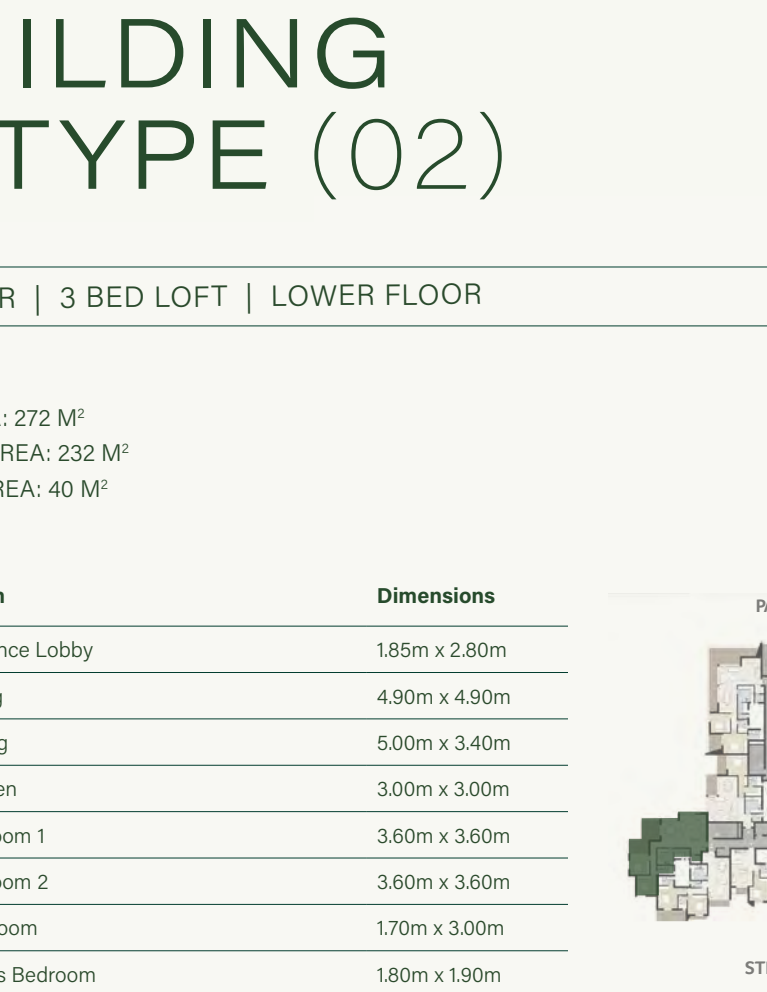 ILDING
TYPE (02)
R | 3 BED LOFT | LOWER FLOOR
: 272 M²
REA: 232 M²
REA: 40 M²
Dimensions
nce Lobby 1.85m x 2.80m
g 4.90m x 4.90m
g 5.00m x 3.40m
en 3.00m x 3.00m
oom 1 3.60m x 3.60m
oom 2 3.60m x 3.60m
oom 1.70m x 3.00m
s Bedroom 1.80m x 1.90m
PA
STR